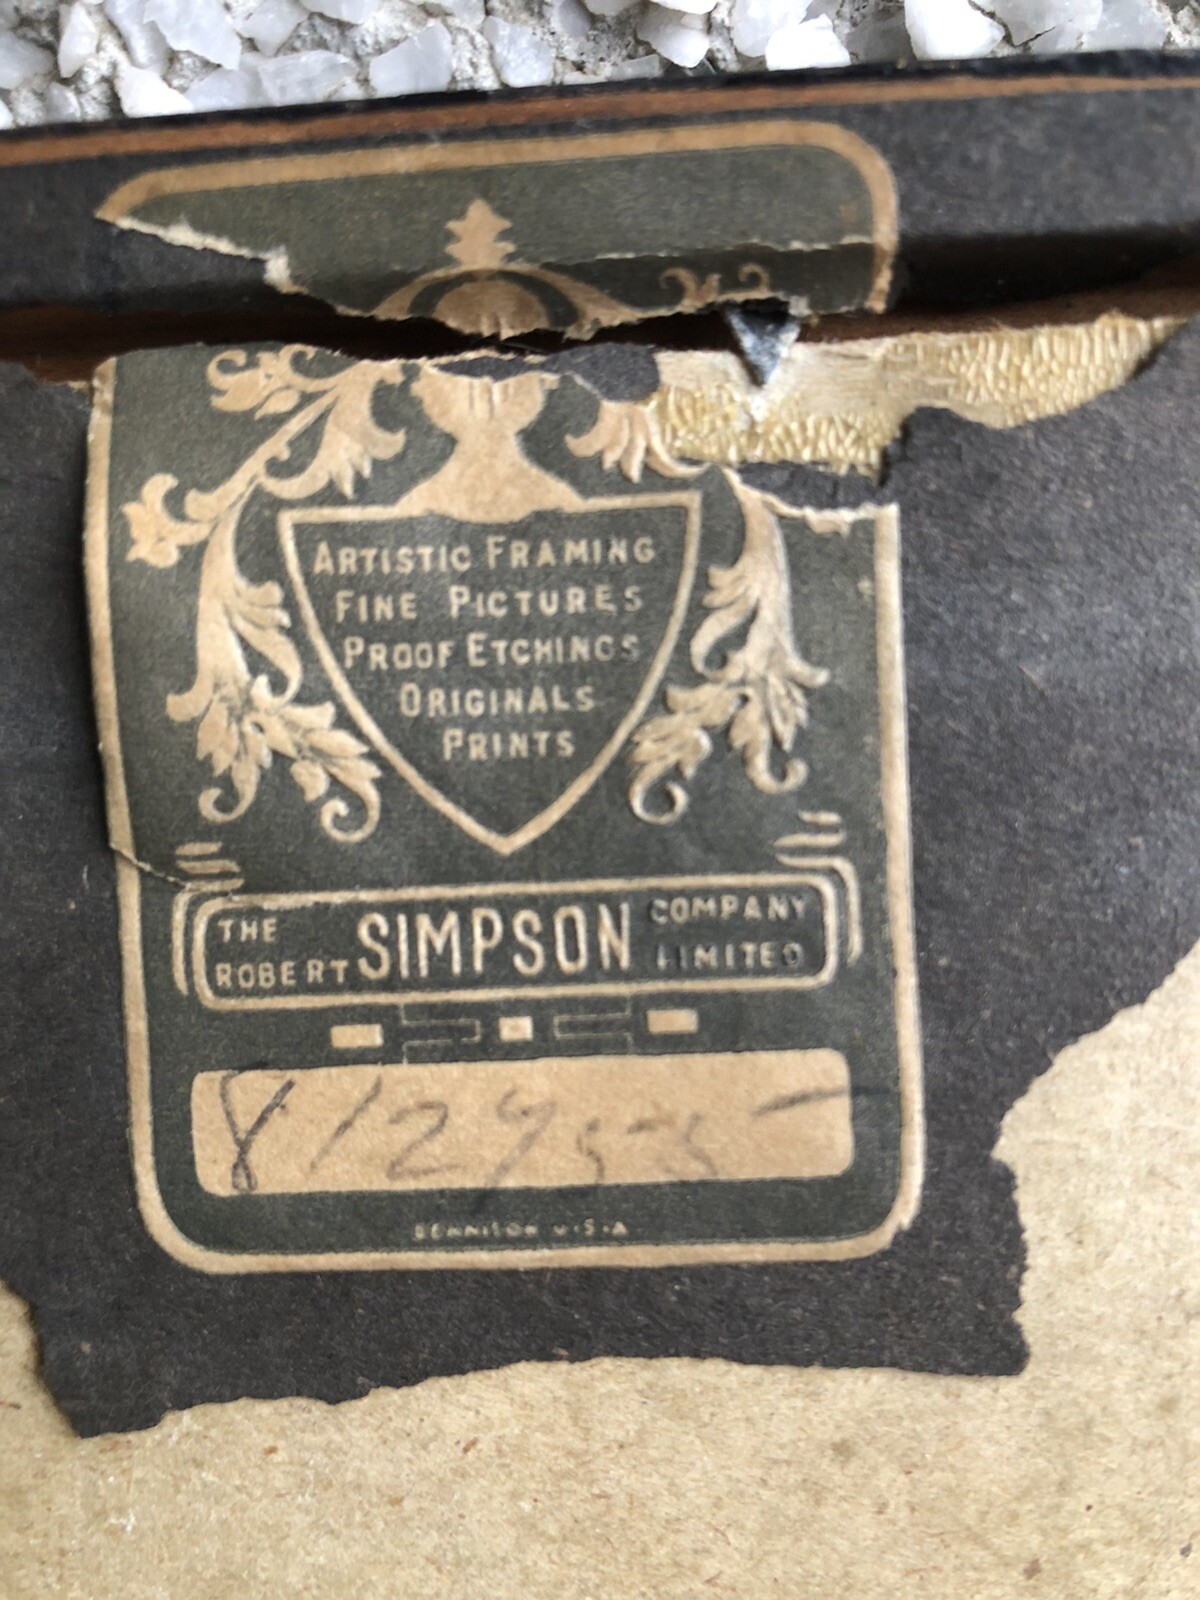 ARTISTIC FRAMING
FINE PICTURES
PROOF ETCHINGS
ORIGINALS
PRINTS
THE ROBERT SIMPSON COMPANY LIMITED
U·S·A